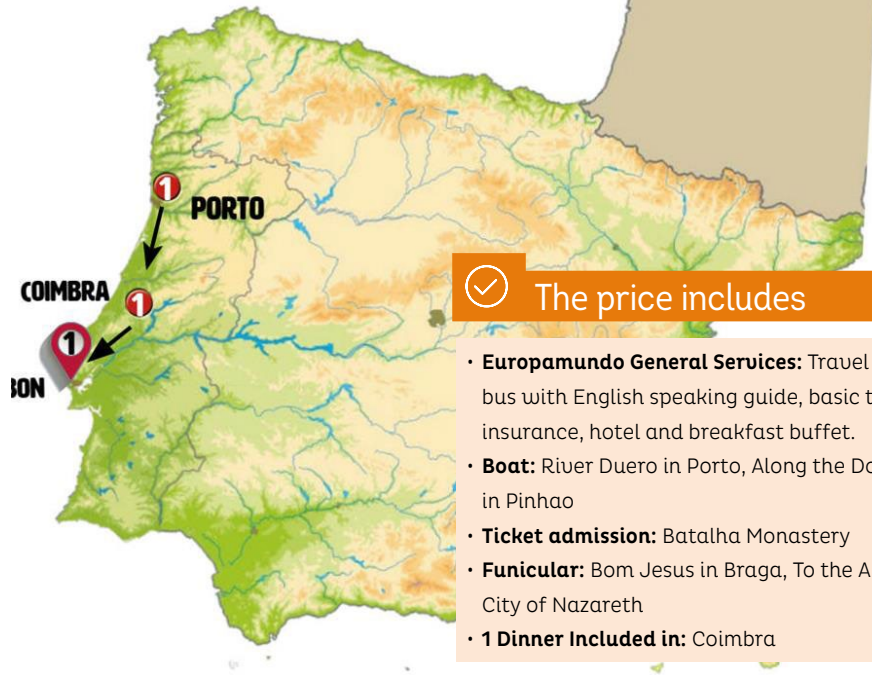 1
PORTO
COIMBRA
1
1
BON
The price includes
• Europamundo General Services: Travel
bus with English speaking guide, basic t
insurance, hotel and breakfast buffet.
• Boat: River Duero in Porto, Along the Do
in Pinhao
• Ticket admission: Batalha Monastery
• Funicular: Bom Jesus in Braga, To the A
City of Nazareth
• 1 Dinner Included in: Coimbra